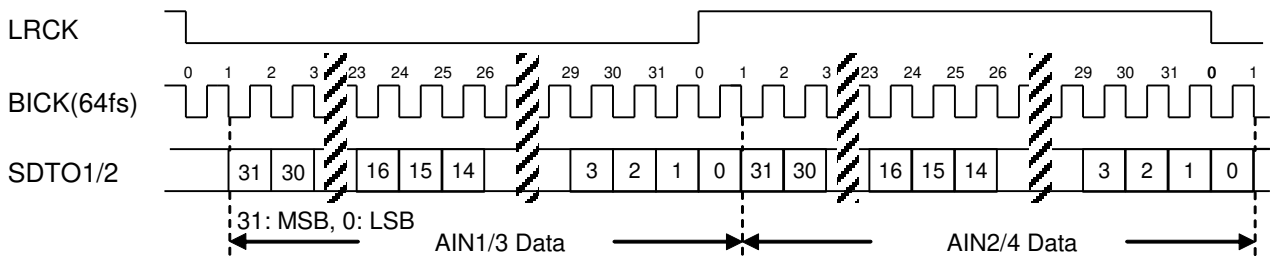 LRCK
0 1 2 3 23 24 25 26 29 30 31 0 1 2 3 23 24 25 26 29 30 31 0 1
BICK(64fs)
SDTO1/2 31 30 16 15 14 3 2 1 0 31 30 16 15 14 3 2 1 0
31: MSB, 0: LSB
AIN1/3 Data AIN2/4 Data